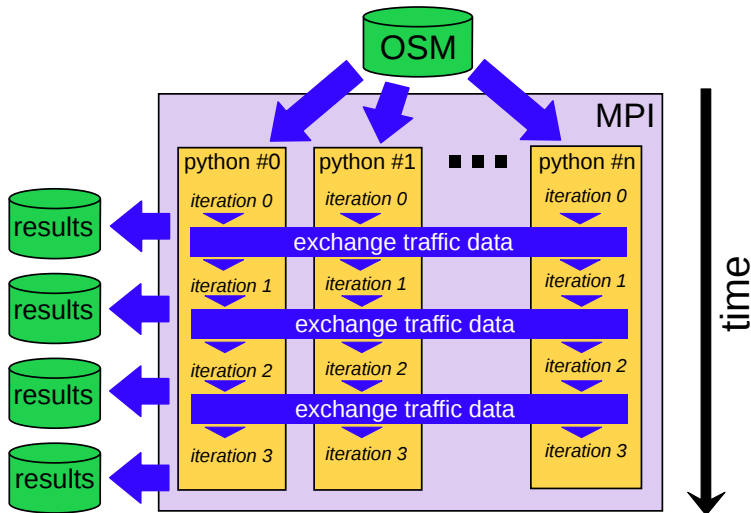 OSM
MPI
python #0
python #1
python #n
iteration 0
iteration 0
iteration 0
results
exchange traffic data
iteration 1
iteration 1
iteration 1
results
exchange traffic data
iteration 2
iteration 2
iteration 2
results
exchange traffic data
iteration 3
iteration 3
iteration 3
results
time